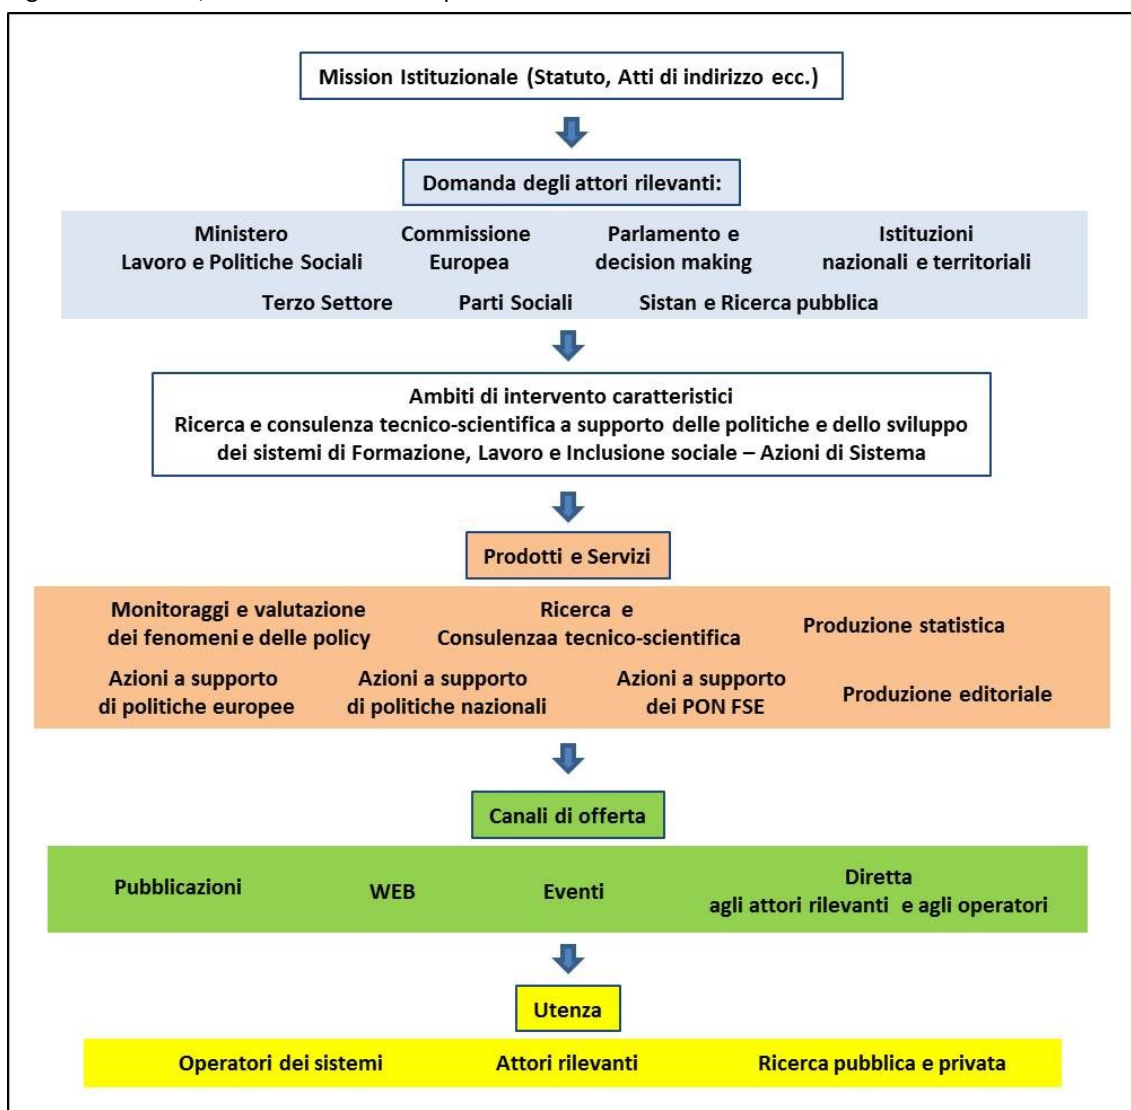 Mission Istituzionale (Statuto, Atti di indirizzo ecc.)
Domanda degli attori rilevanti:
Ministero
Lavoro e Politiche Sociali
Commissione
Europea
Parlamento e
decision making
Istituzioni
nazionali e territoriali
Terzo Settore
Parti Sociali
Sistan e Ricerca pubblica
Ambiti di intervento caratteristici
Ricerca e consulenza tecnico-scientifica a supporto delle politiche e dello sviluppo
dei sistemi di Formazione, Lavoro e Inclusione sociale – Azioni di Sistema
Prodotti e Servizi
Monitoraggi e valutazione
dei fenomeni e delle policy
Ricerca e
Consulenzaa tecnico-scientifica
Produzione statistica
Azioni a supporto
di politiche europee
Azioni a supporto
di politiche nazionali
Azioni a supporto
dei PON FSE
Produzione editoriale
Canali di offerta
Pubblicazioni
WEB
Eventi
Diretta
agli attori rilevanti e agli operatori
Utenza
Operatori dei sistemi
Attori rilevanti
Ricerca pubblica e privata